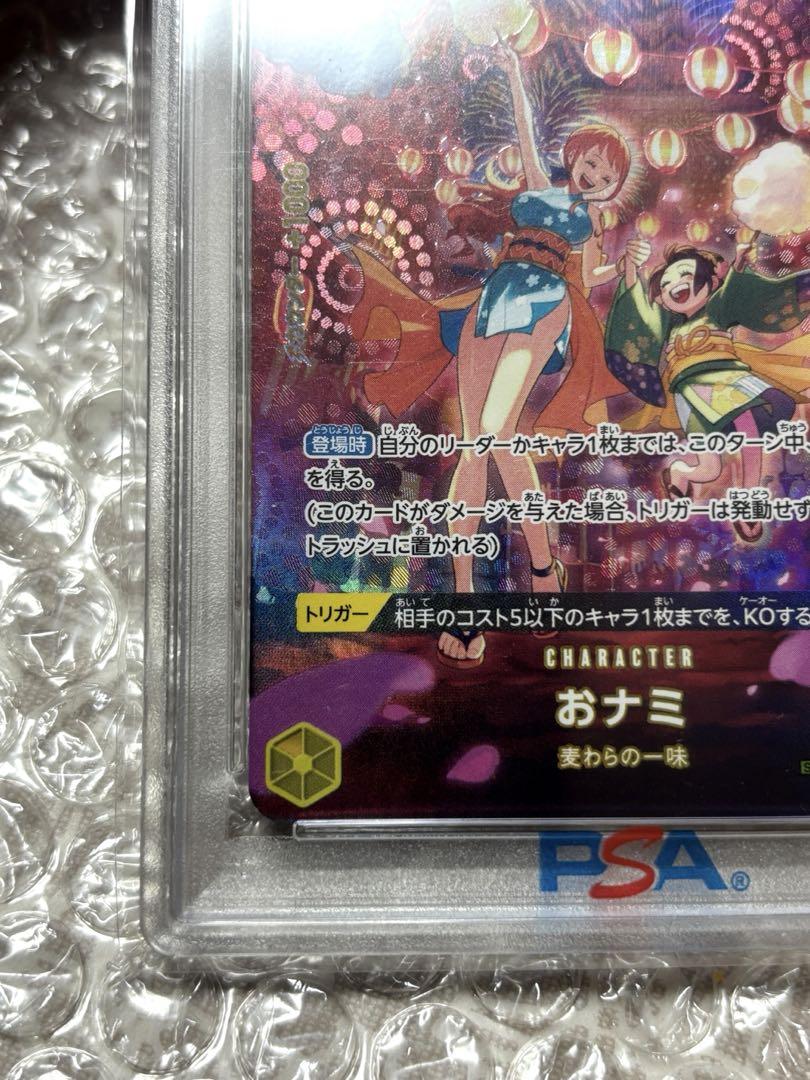 登場時 自分のリーダーかキャラ1枚までは、このターン中、
を得る。
(このカードがダメージを与えた場合、トリガーは発動せず
トラッシュに置かれる)
トリガー 相手のコスト5以下のキャラ1枚までを、KOする
CHARACTER
おナミ
麦わらの一味
PSA®